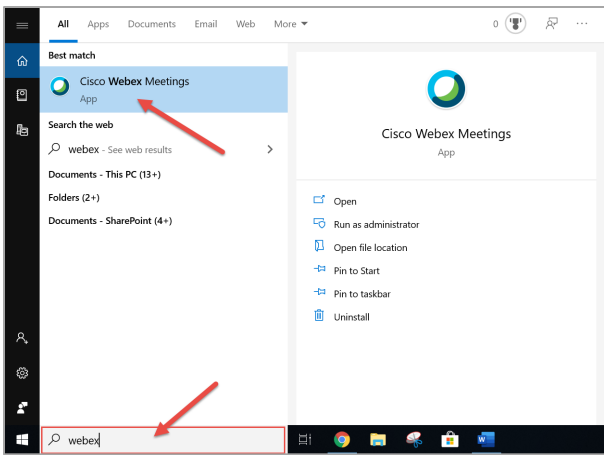 All Apps Documents Email Web More 0 ...
Best match
Cisco Webex Meetings
App
Search the web
webex - See web results
Documents - This PC (13+)
Folders (2+)
Documents - SharePoint (4+)
Cisco Webex Meetings
App
Open
Run as administrator
Open file location
Pin to Start
Pin to taskbar
Uninstall
webex